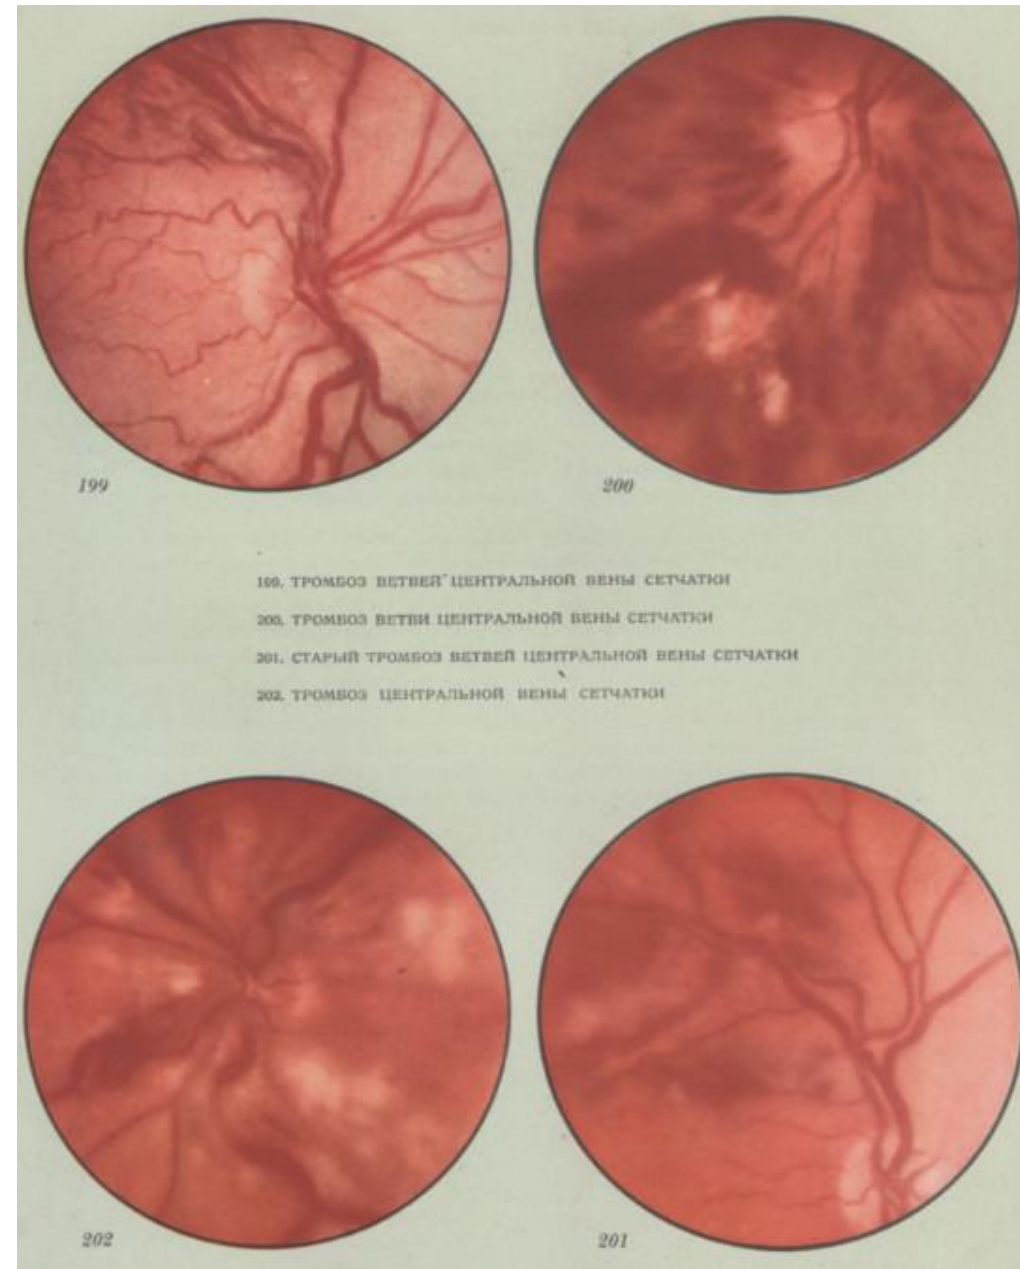 199
200
199. ТРОМБОЗ ВЕТВЕЙ ЦЕНТРАЛЬНОЙ ВЕНЫ СЕТЧАТКИ
200. ТРОМБОЗ ВЕТВИ ЦЕНТРАЛЬНОЙ ВЕНЫ СЕТЧАТКИ
201. СТАРЫЙ ТРОМБОЗ ВЕТВЕЙ ЦЕНТРАЛЬНОЙ ВЕНЫ СЕТЧАТКИ
202. ТРОМБОЗ ЦЕНТРАЛЬНОЙ ВЕНЫ СЕТЧАТКИ
202
201